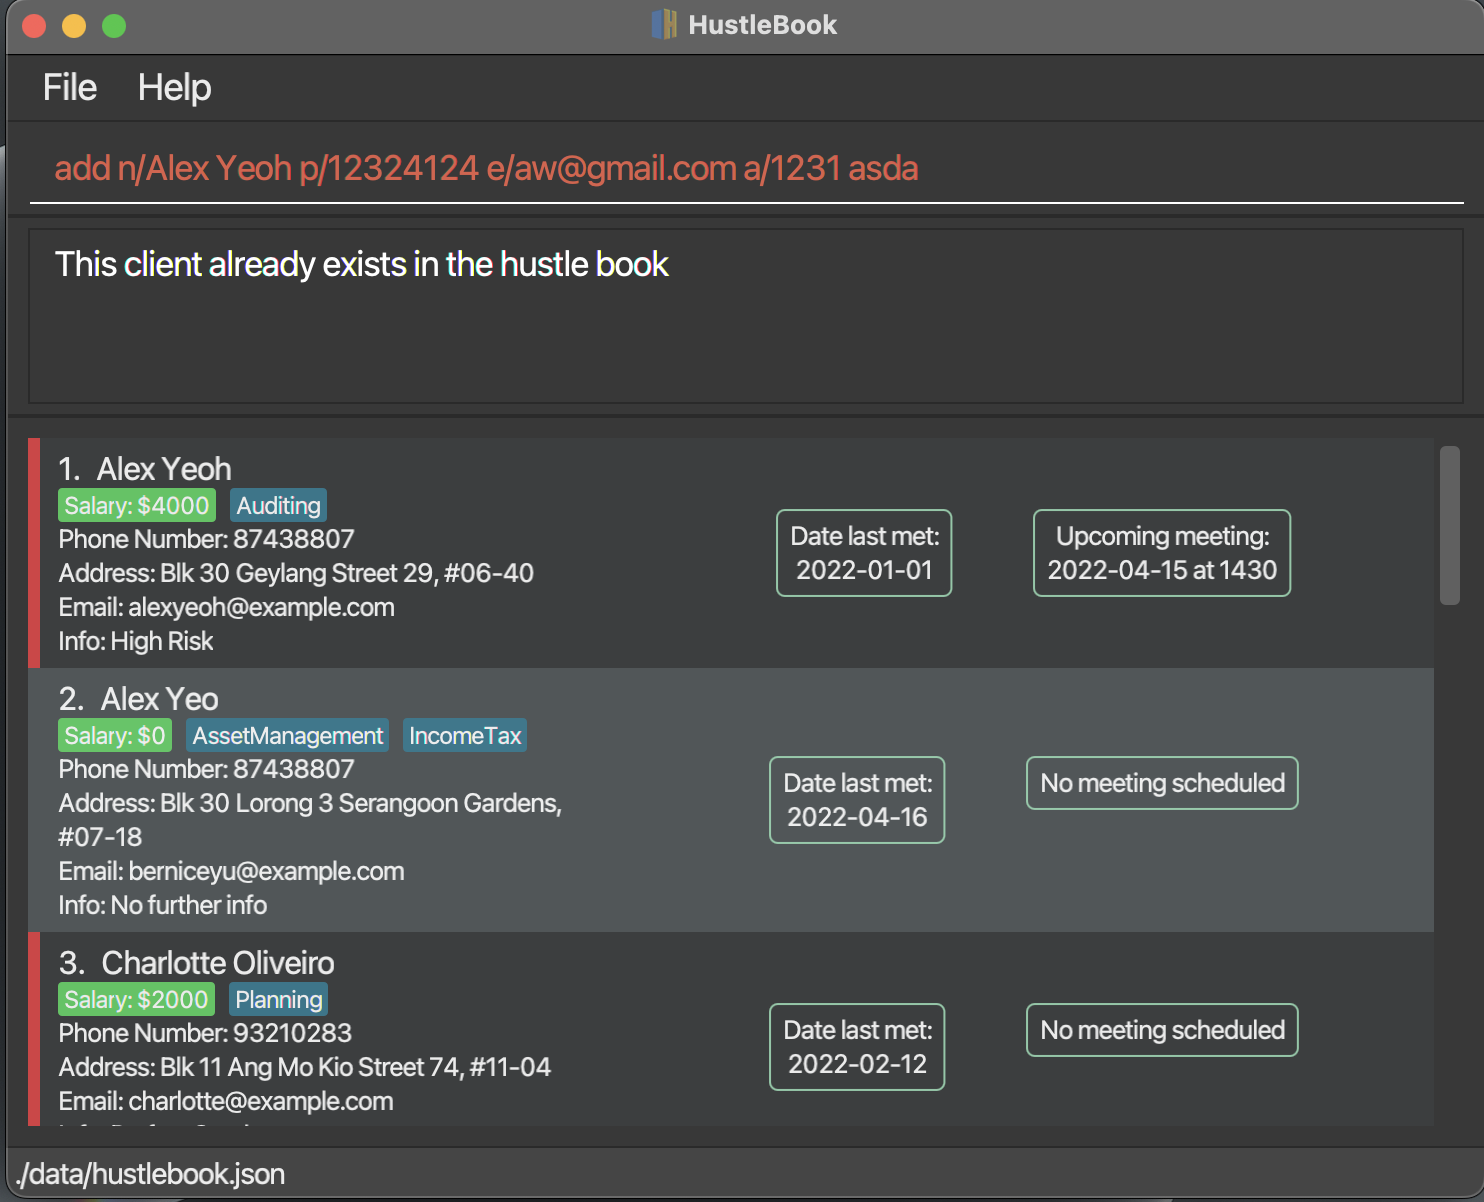 HustleBook
File Help
add n/Alex Yeoh p/12324124 e/aw@gmail.com a/1231 asda
This client already exists in the hustle book
1. Alex Yeoh
Salary: $4000 Auditing
Phone Number: 87438807
Address: Blk 30 Geylang Street 29, #06-40
Email: alexyeoh@example.com
Info: High Risk
Date last met:
2022-01-01
Upcoming meeting:
2022-04-15 at 1430
2. Alex Yeo
Salary: $0 AssetManagement IncomeTax
Phone Number: 87438807
Address: Blk 30 Lorong 3 Serangoon Gardens,
#07-18
Email: berniceyu@example.com
Info: No further info
Date last met:
2022-04-16
No meeting scheduled
3. Charlotte Oliveiro
Salary: $2000 Planning
Phone Number: 93210283
Address: Blk 11 Ang Mo Kio Street 74, #11-04
Email: charlotte@example.com
Date last met:
2022-02-12
No meeting scheduled
./data/hustlebook.json